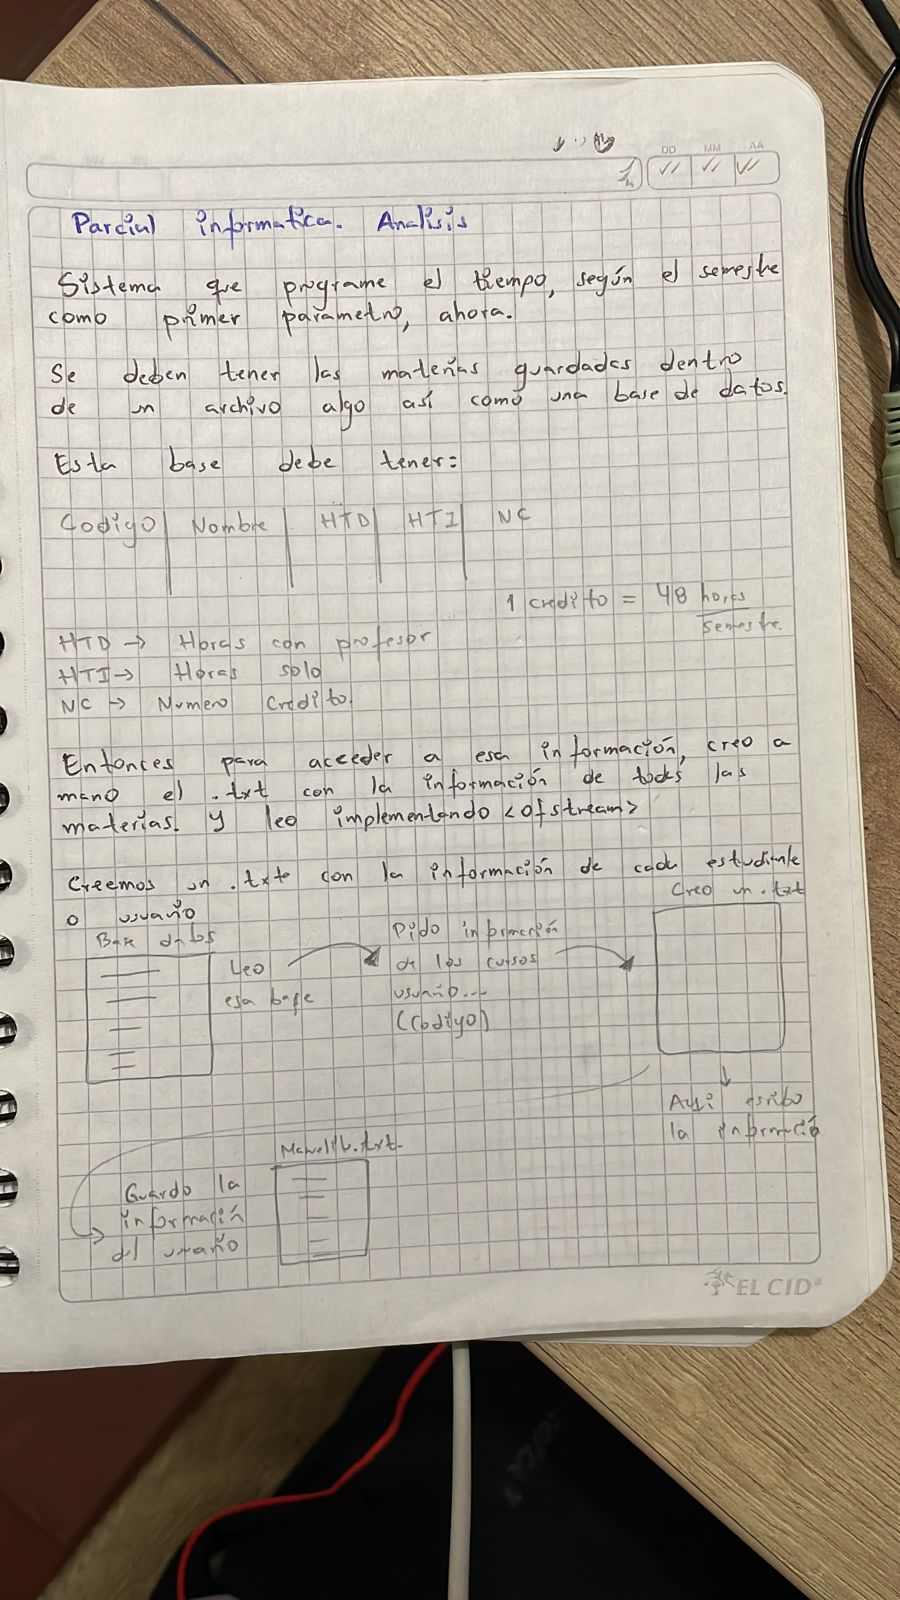 DD MM AA
Parcial informatica. Analisis
Sistema que programe el tiempo, según el semestre
como primer parametro, ahora.
Se deben tener las materias guardadas dentro
de un archivo algo así como una base de datos.
Esta base debe tener:
Codigo Nombre HTD HTI NC
1 credito = 48 horas
semestre.
HTD → Horas con profesor
HTI → Horas solo
NC → Numero Credito.
Entonces para acceder a esa información, creo a
mano el .txt con la información de todas las
materias. y leo implementando <ofstream>
Creemos un .txt con la información de cada estudiante
o usuario
Creo un .txt
Base datos
Leo
esa base
Pido información
de los cursos
usuario...
(Codigo)
Aqui escribo
la informació
.txt
Guardo la
información
del usuario
EL CID